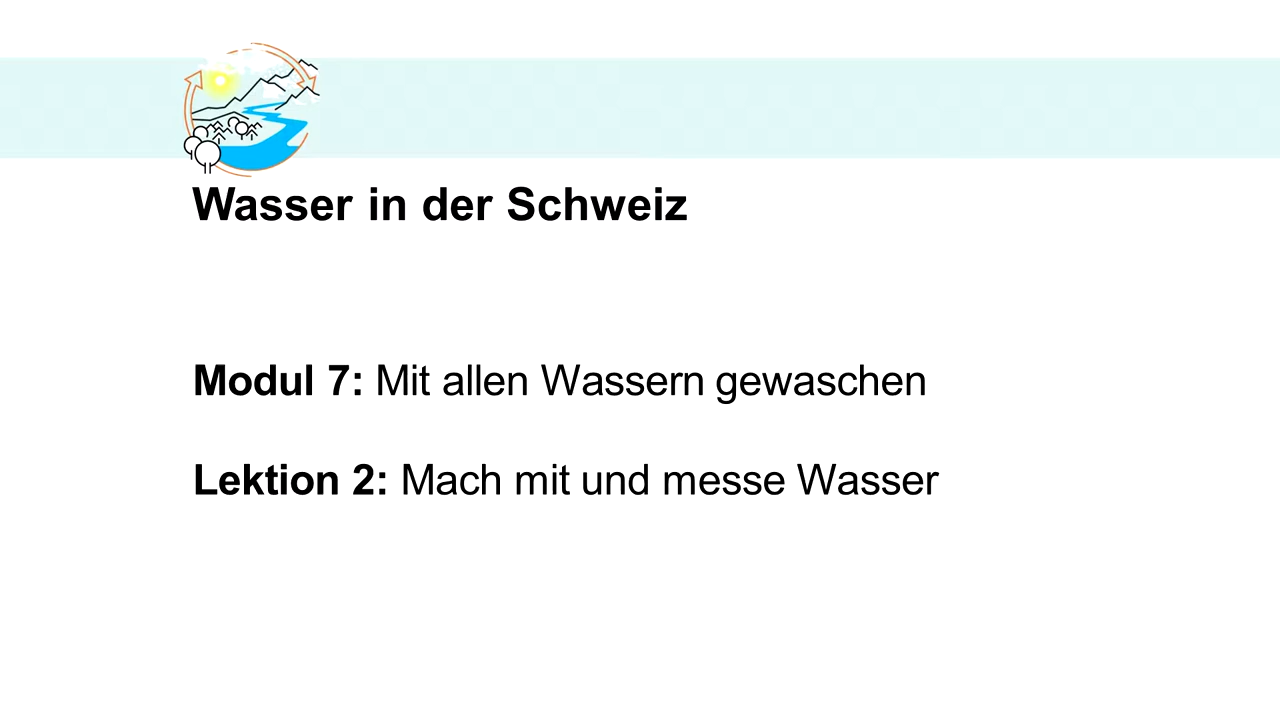 Wasser in der Schweiz
Modul 7: Mit allen Wassern gewaschen
Lektion 2: Mach mit und messe Wasser